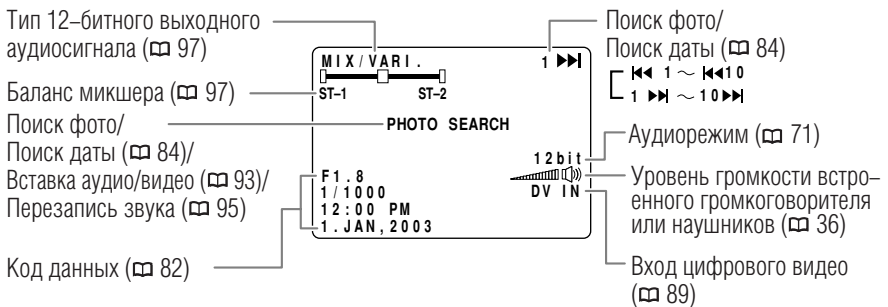 Тип 12–битного выходного
аудиосигнала (97)
Баланс микшера (97)
Поиск фото/
Поиск даты (84)/
Вставка аудио/видео (93)/
Перезапись звука (95)
Код данных (82)
MIX/VARI.
1 ▶▶|
ST–1 ST–2
PHOTO SEARCH
12bit
DV IN
F1.8
1/1000
12:00 PM
1.JAN,2003
Поиск фото/
Поиск даты (84)
|◀◀ 1 ~ |◀◀10
1 ▶▶| ~ 10▶▶|
Аудиорежим (71)
Уровень громкости встро–
енного громкоговорителя
или наушников (36)
Вход цифрового видео
(89)